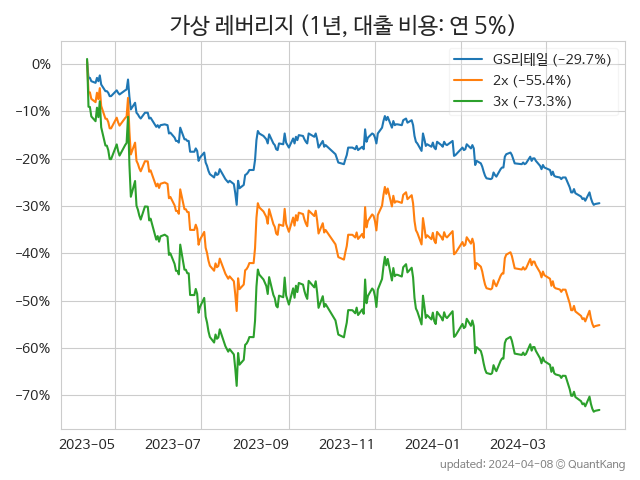 가상 레버리지 (1년, 대출 비용: 연 5%)
GS리테일 (−29.7%)
2x (−55.4%)
3x (−73.3%)
0%
−10%
−20%
−30%
−40%
−50%
−60%
−70%
2023-05 2023-07 2023-09 2023-11 2024-01 2024-03
updated: 2024-04-08 © QuantKang